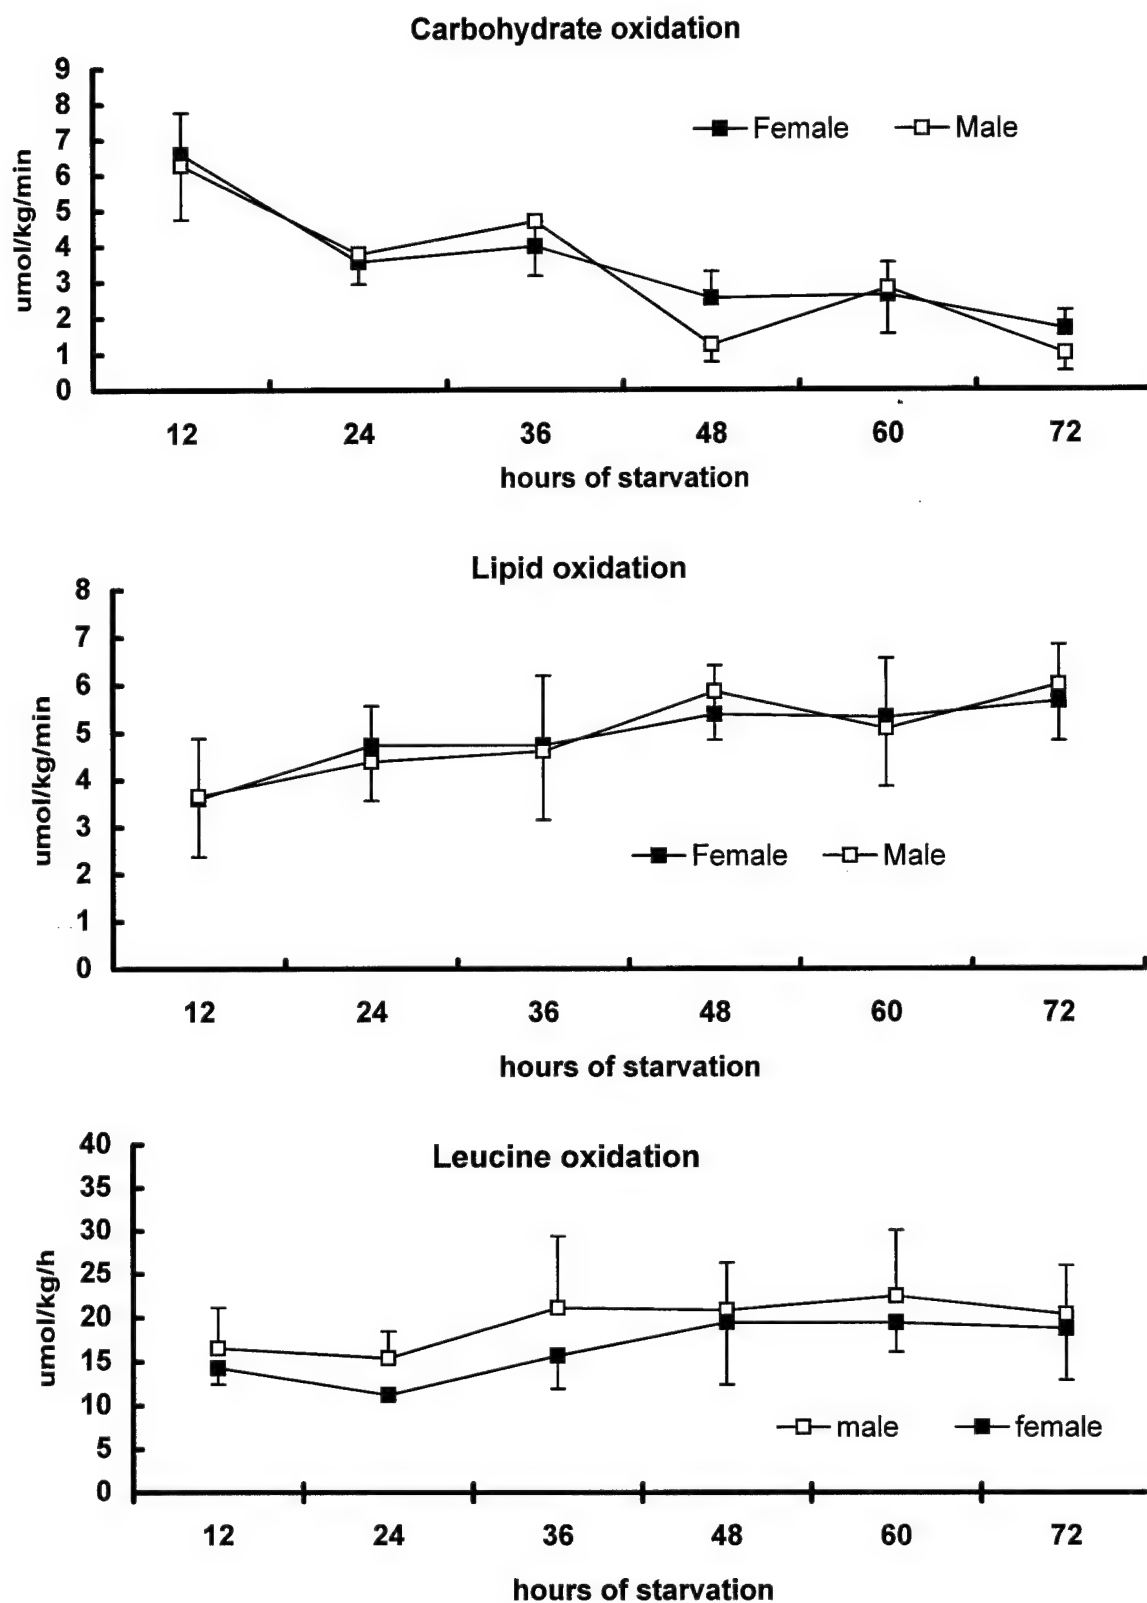 Carbohydrate oxidation
9
8
7
6
5
4
3
2
1
0
umol/kg/min
Female Male
12 24 36 48 60 72
hours of starvation
Lipid oxidation
8
7
6
5
4
3
2
1
0
umol/kg/min
Female Male
12 24 36 48 60 72
hours of starvation
Leucine oxidation
40
35
30
25
20
15
10
5
0
umol/kg/h
male female
12 24 36 48 60 72
hours of starvation